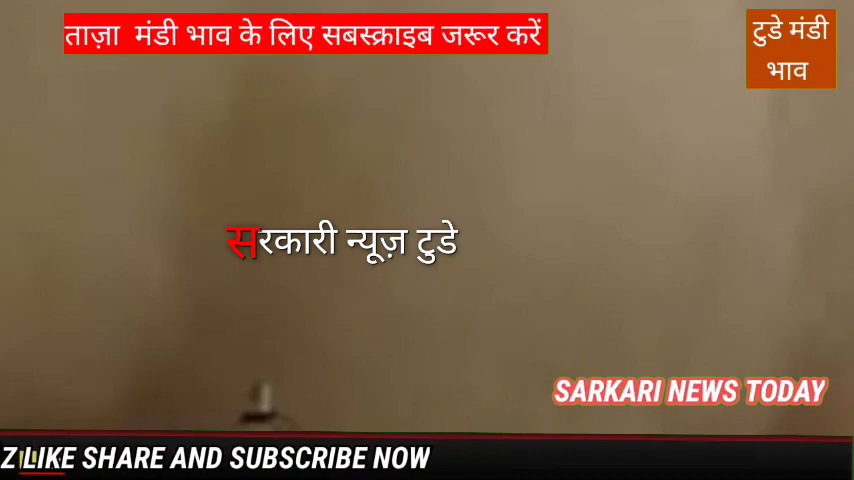 ताज़ा मंडी भाव के लिए सबस्क्राइब जरूर करें
टुडे मंडी
भाव
सरकारी न्यूज़ टुडे
SARKARI NEWS TODAY
LIKE SHARE AND SUBSCRIBE NOW